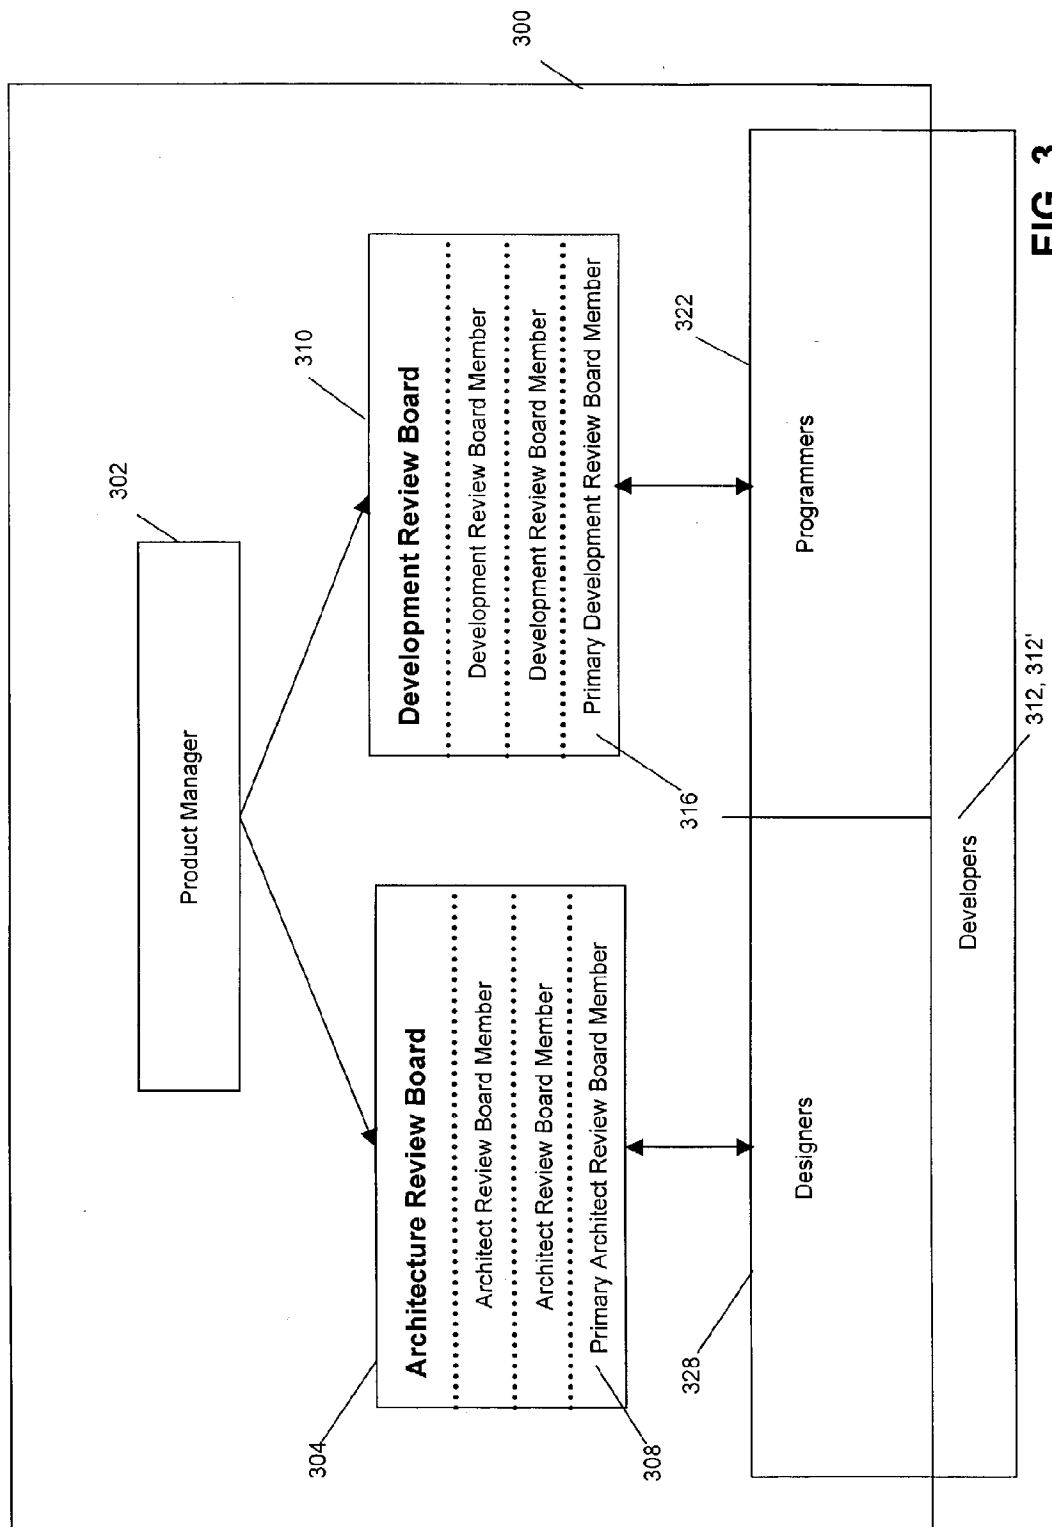 300
302
Product Manager
304
310
Architecture Review Board
Architect Review Board Member
Architect Review Board Member
Primary Architect Review Board Member
Development Review Board
Development Review Board Member
Development Review Board Member
Primary Development Review Board Member
308
316
328
322
Designers
Programmers
Developers
312, 312'
FIG. 3